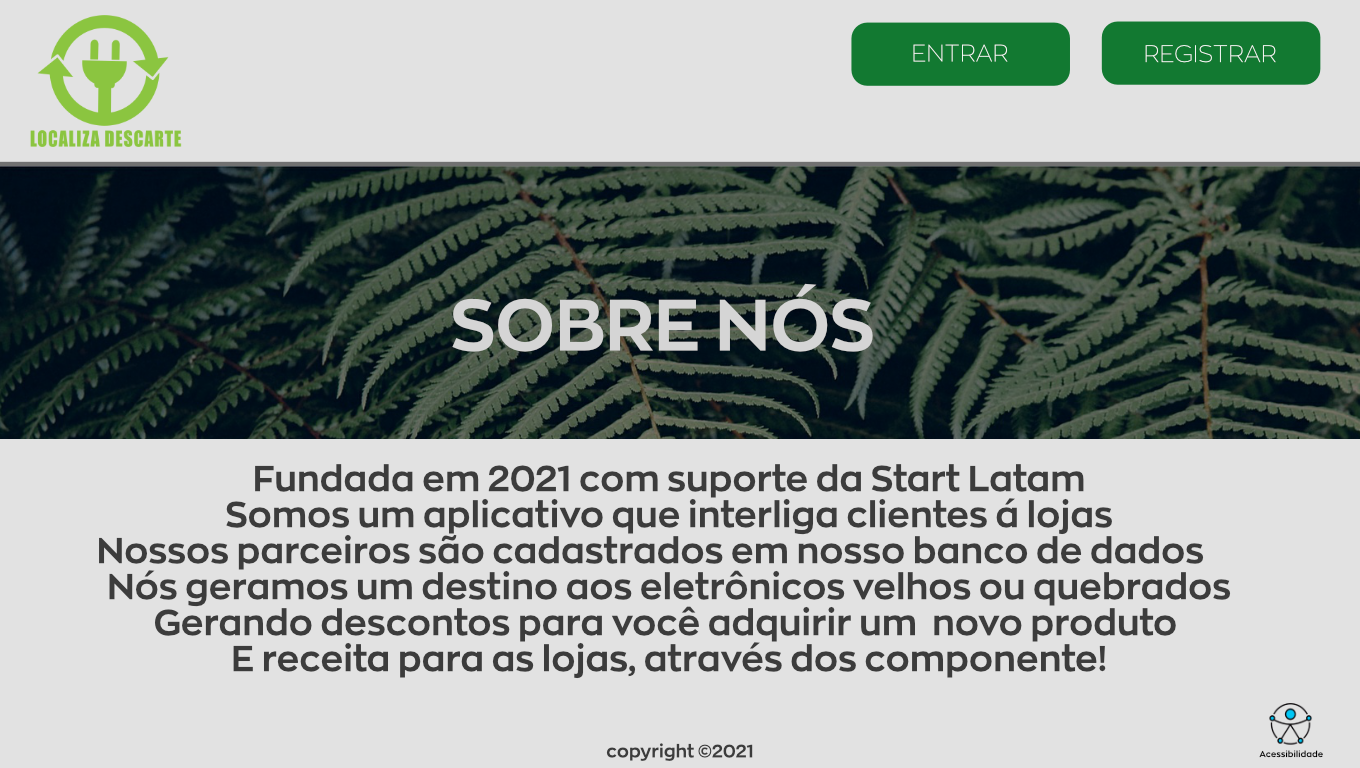 LOCALIZA DESCARTE
ENTRAR
REGISTRAR
SOBRE NÓS
Fundada em 2021 com suporte da Start Latam
Somos um aplicativo que interliga clientes á lojas
Nossos parceiros são cadastrados em nosso banco de dados
Nós geramos um destino aos eletrônicos velhos ou quebrados
Gerando descontos para você adquirir um novo produto
E receita para as lojas, através dos componente!
copyright ©2021
Acessibilidade